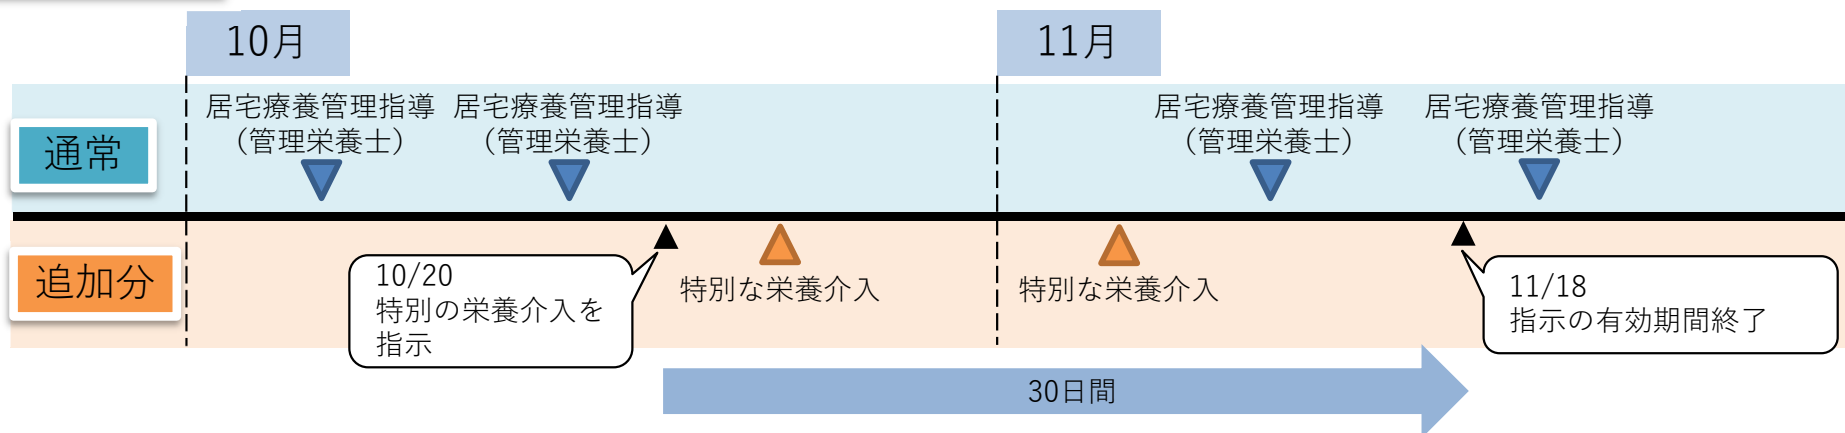 10月
11月
居宅療養管理指導
(管理栄養士)
居宅療養管理指導
(管理栄養士)
居宅療養管理指導
(管理栄養士)
居宅療養管理指導
(管理栄養士)
通常
追加分
10/20
特別の栄養介入を
指示
特別な栄養介入
特別な栄養介入
11/18
指示の有効期間終了
30日間